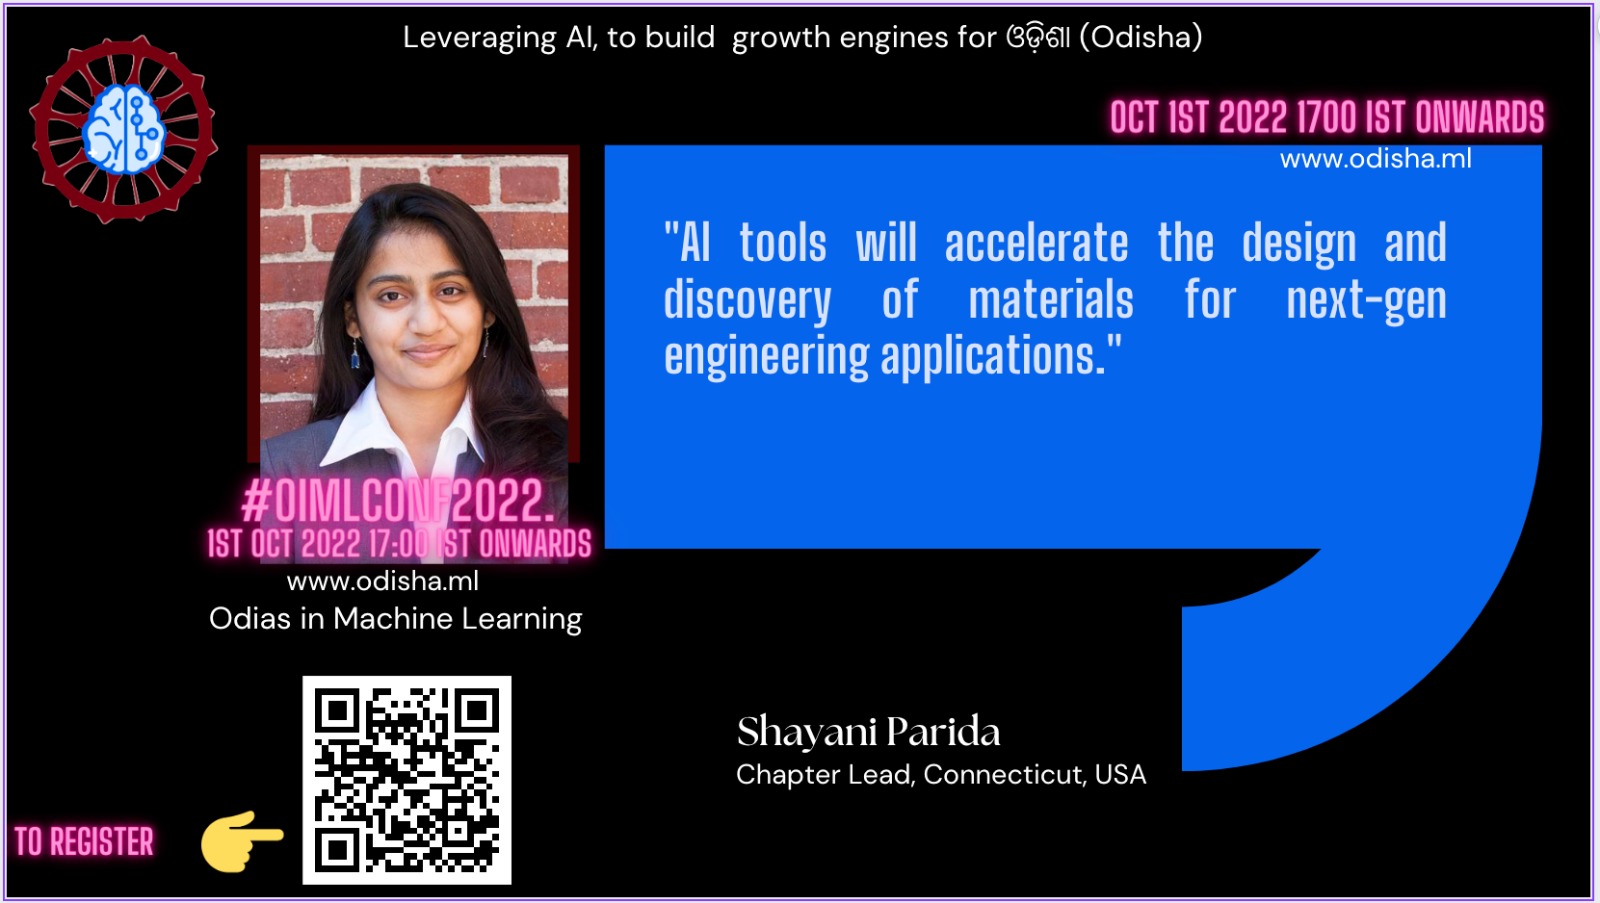 Leveraging AI, to build growth engines for ଓଡ଼ିଶା (Odisha)
OCT 1ST 2022 1700 IST ONWARDS
www.odisha.ml
"AI tools will accelerate the design and
discovery of materials for next-gen
engineering applications."
#OIMLCONF2022.
1ST OCT 2022 17:00 IST ONWARDS
www.odisha.ml
Odias in Machine Learning
Shayani Parida
Chapter Lead, Connecticut, USA
TO REGISTER